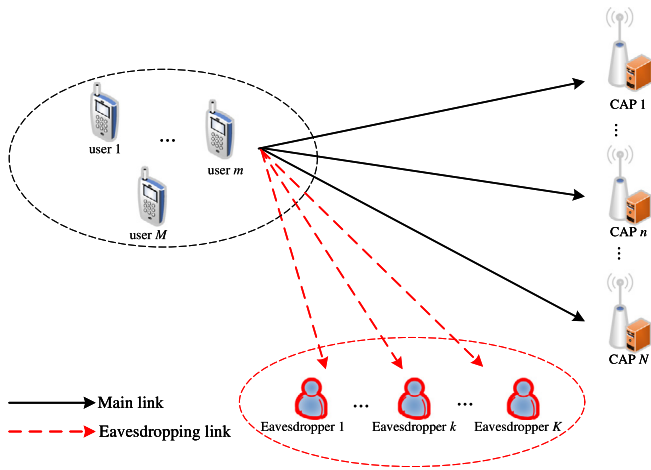 CAP 1
...
user 1
...
user m
CAP n
...
user M
CAP N
Main link
Eavesdropping link
Eavesdropper 1
...
Eavesdropper k
...
Eavesdropper K